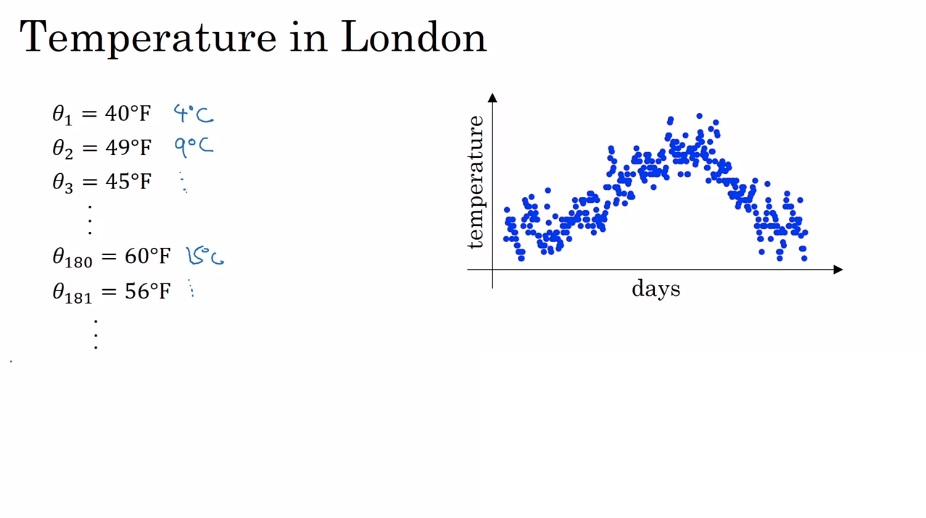 Temperature in London
θ₁ = 40°F 4°C
θ₂ = 49°F 9°C
θ₃ = 45°F ⋮
⋮
θ₁₈₀ = 60°F 15°C
θ₁₈₁ = 56°F ⋮
⋮
temperature
days